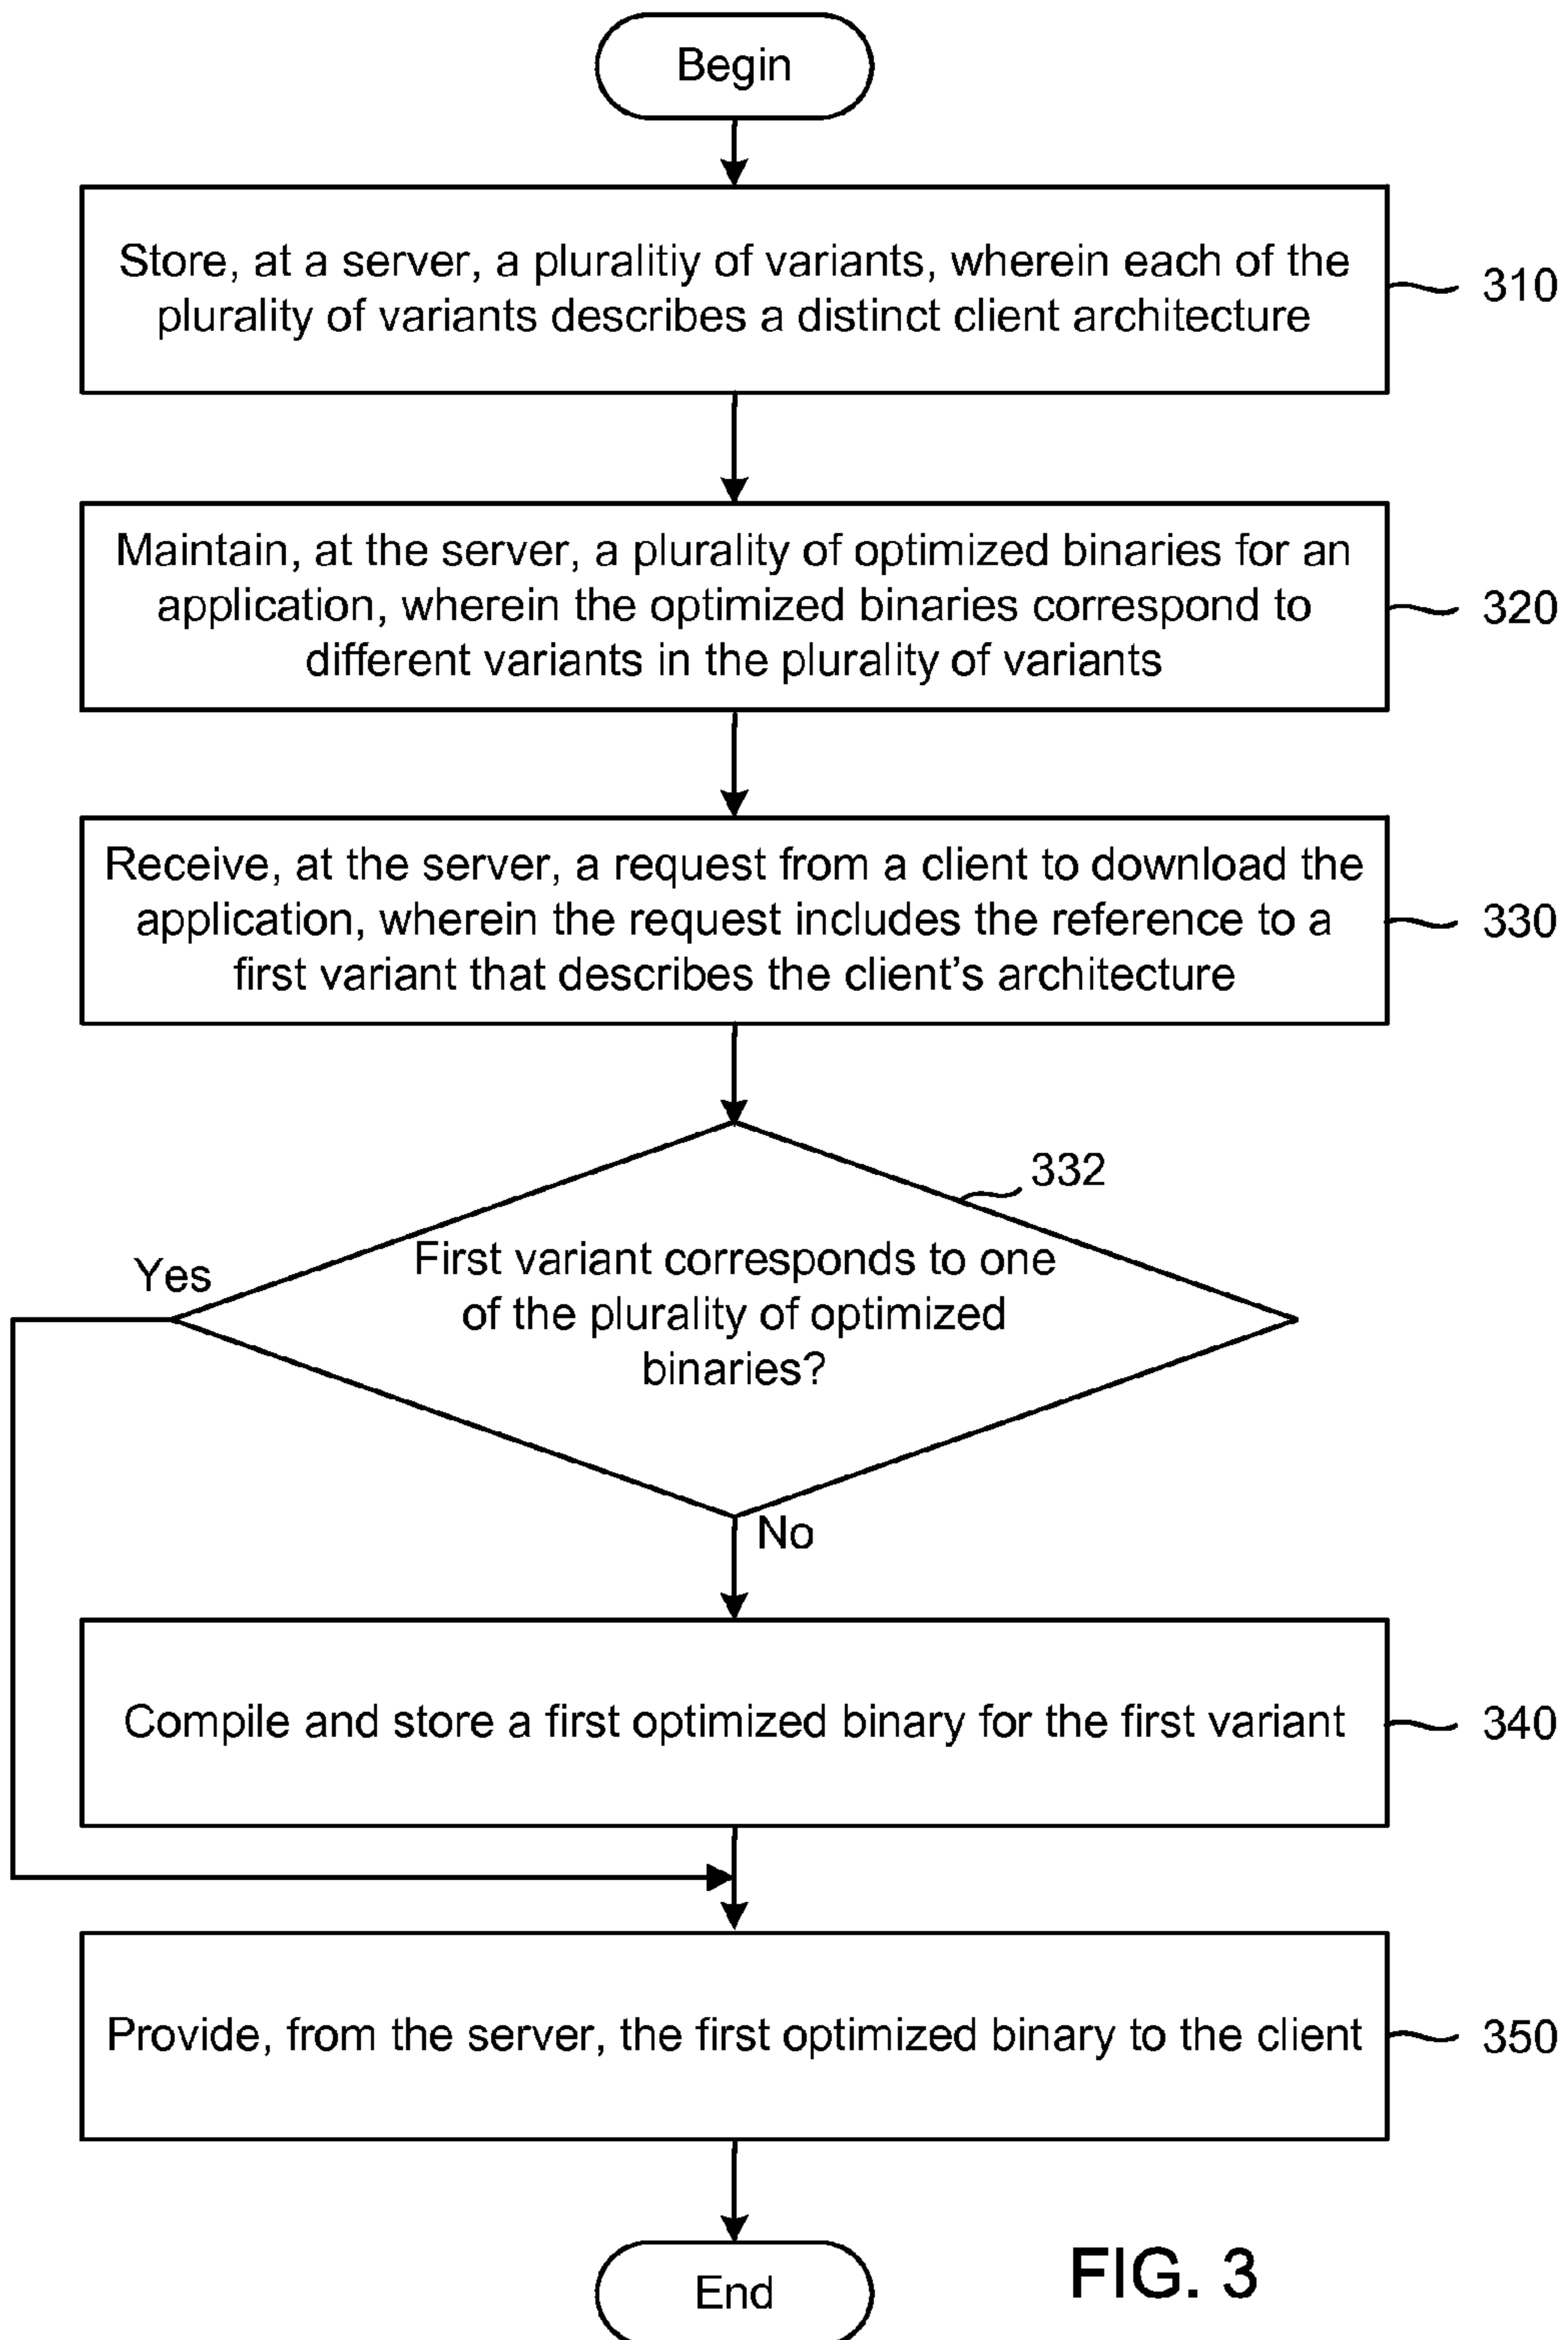 Begin
Store, at a server, a pluralitiy of variants, wherein each of the
plurality of variants describes a distinct client architecture
310
Maintain, at the server, a plurality of optimized binaries for an
application, wherein the optimized binaries correspond to
different variants in the plurality of variants
320
Receive, at the server, a request from a client to download the
application, wherein the request includes the reference to a
first variant that describes the client's architecture
330
332
Yes
First variant corresponds to one
of the plurality of optimized
binaries?
No
Compile and store a first optimized binary for the first variant
340
Provide, from the server, the first optimized binary to the client
350
End
FIG. 3